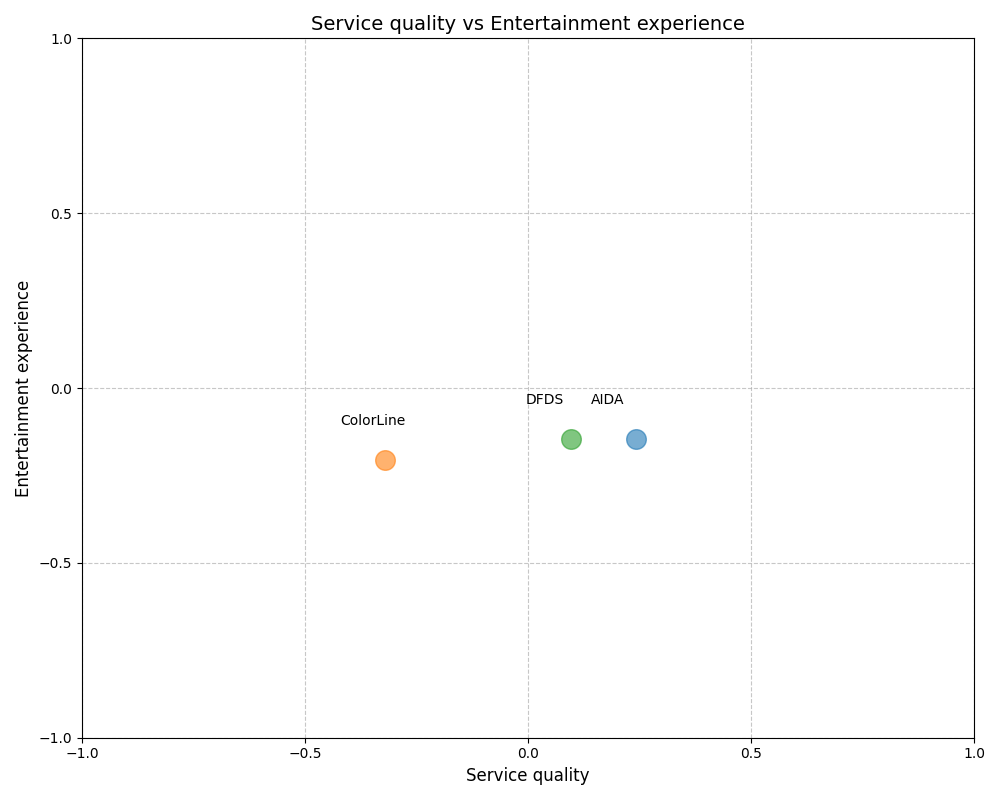 Service quality vs Entertainment experience
1.0
0.5
0.0
−0.5
−1.0
Entertainment experience
DFDS
AIDA
ColorLine
−1.0
−0.5
0.0
0.5
1.0
Service quality